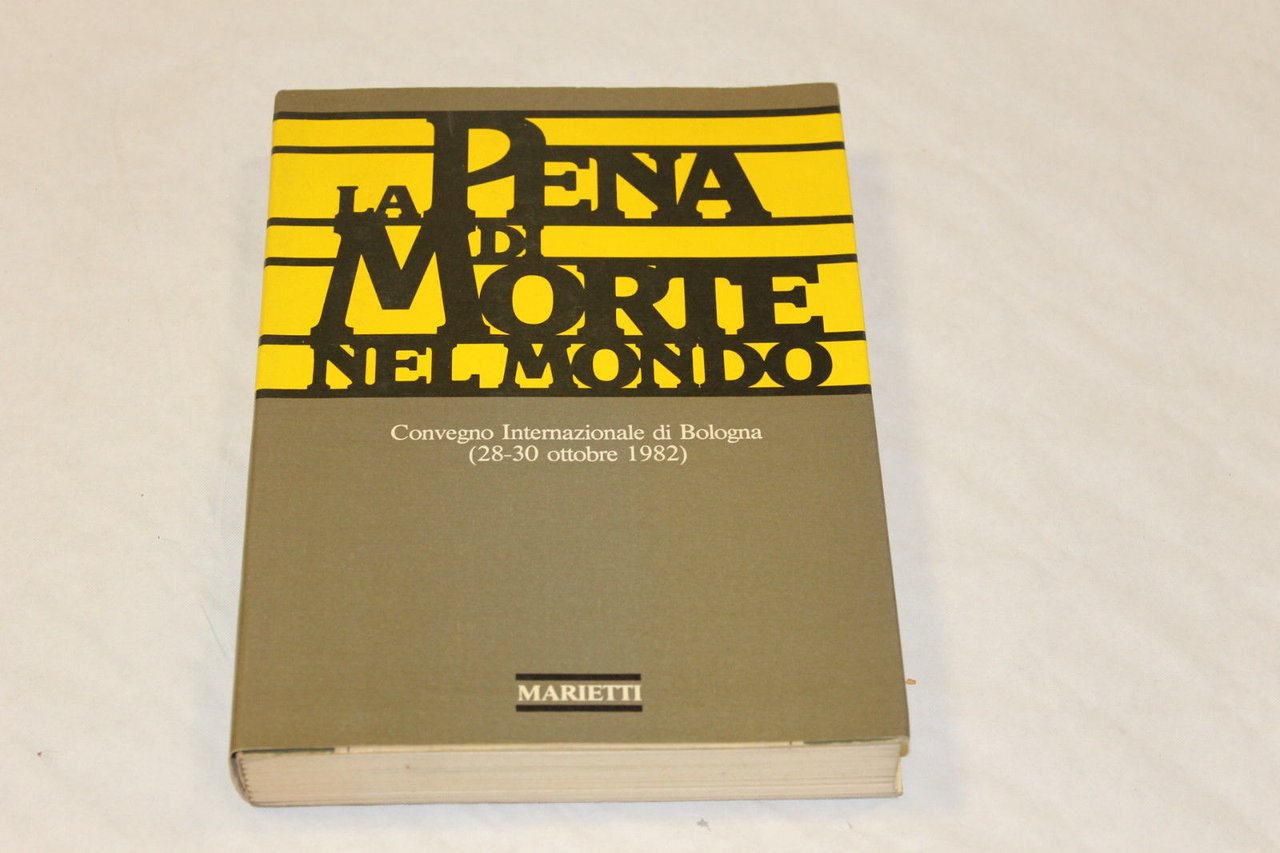 LA PENA
DI
MORTE
NEL MONDO
Convegno Internazionale di Bologna
(28-30 ottobre 1982)
MARIETTI